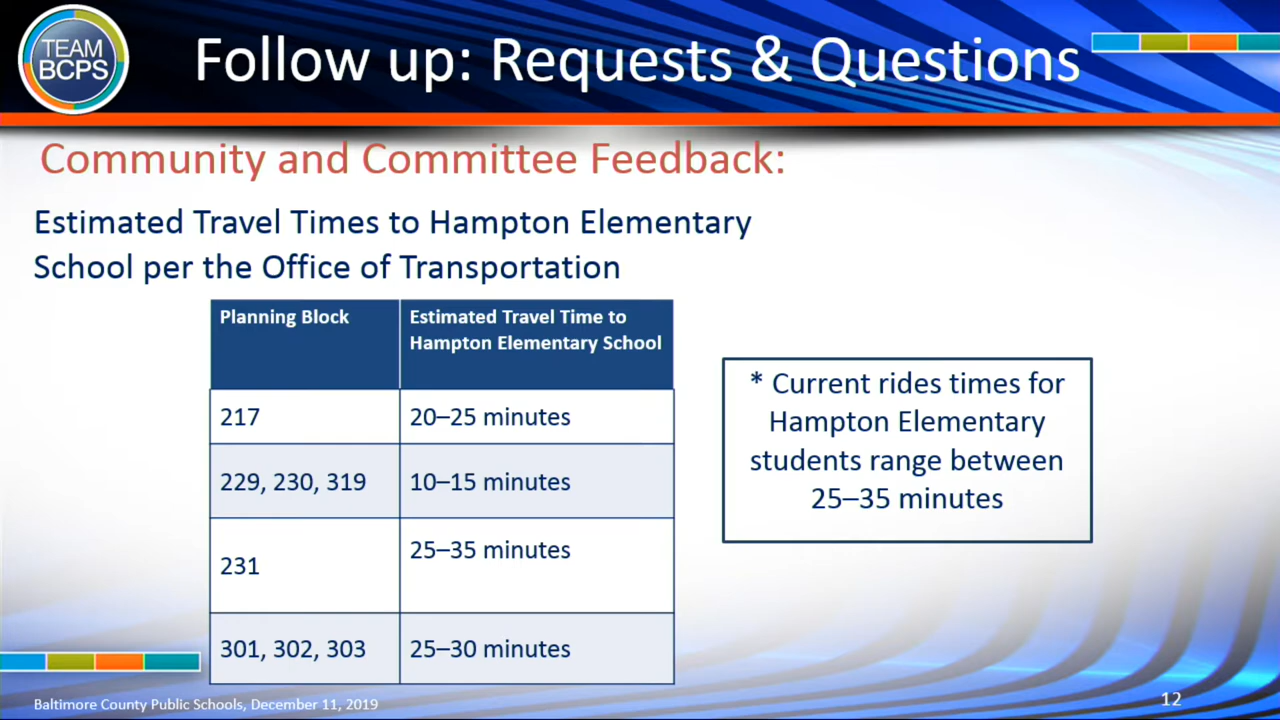 TEAM
BCPS
Follow up: Requests & Questions
Community and Committee Feedback:
Estimated Travel Times to Hampton Elementary
School per the Office of Transportation
Planning Block
Estimated Travel Time to
Hampton Elementary School
217
20–25 minutes
229, 230, 319
10–15 minutes
231
25–35 minutes
301, 302, 303
25–30 minutes
* Current rides times for
Hampton Elementary
students range between
25–35 minutes
Baltimore County Public Schools, December 11, 2019
12